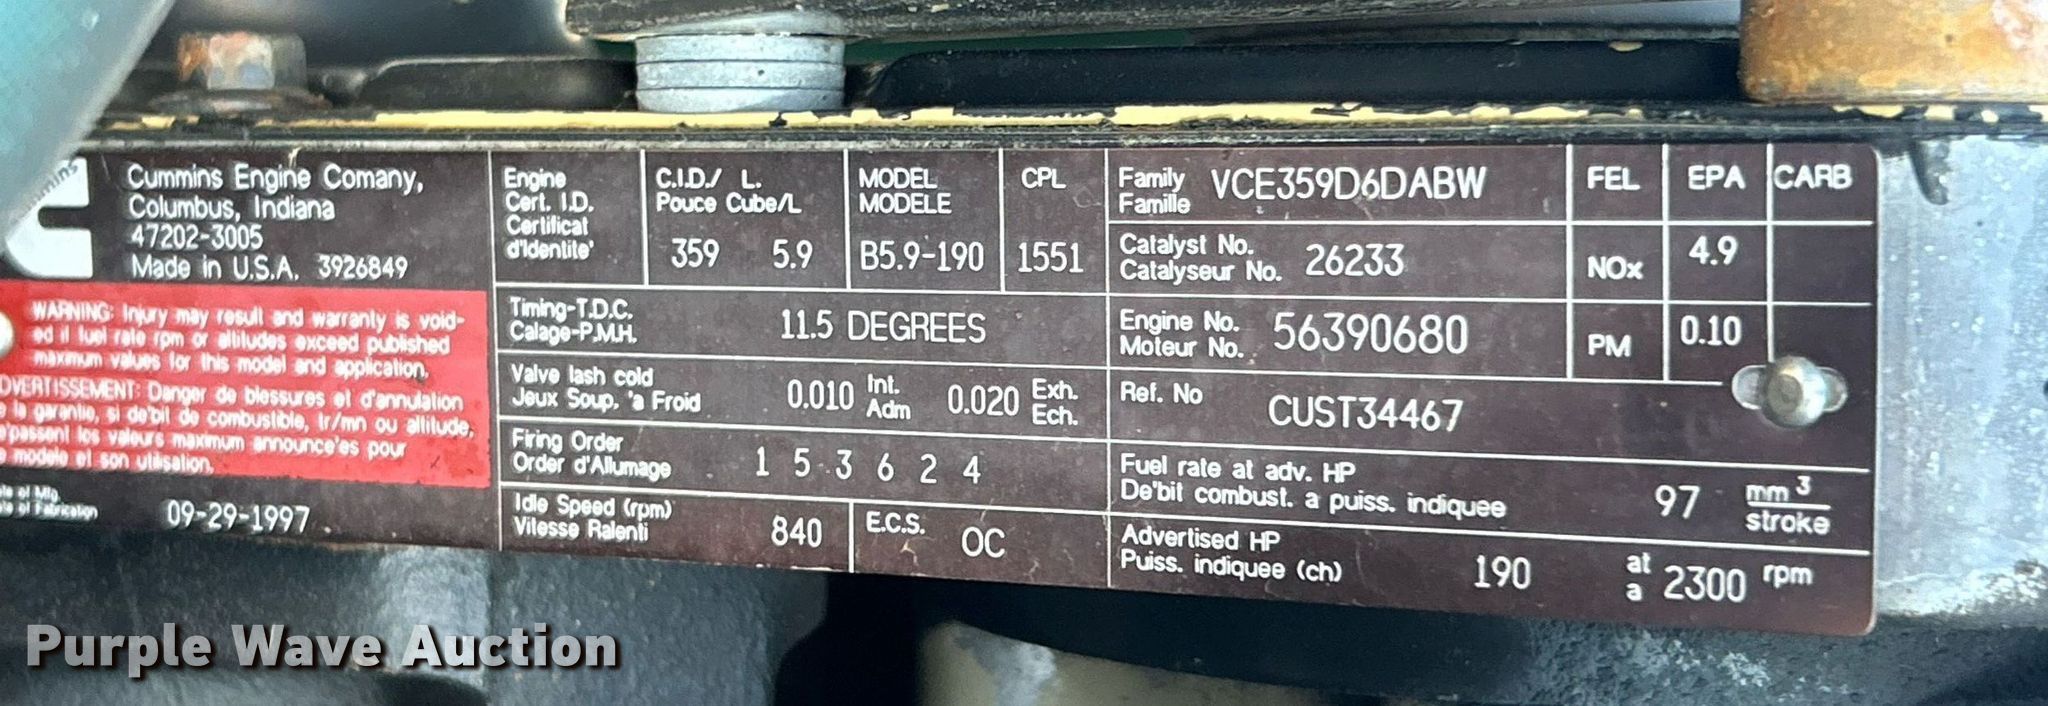 Cummins Engine Comany,
Columbus, Indiana
47202-3005
Made in U.S.A. 3926849
WARNING: Injury may result and warranty is void-
ed if fuel rate rpm or altitudes exceed published
maximum values for this model and application.
DVERTISSEMENT: Danger de blessures et d'annulation
la garantie, si de'bit de combustible, tr/mn ou altitude,
e'passent les valeurs maximum announce'es pour
modele et son utilisation.
of Mfg.
of Fabrication
09-29-1997
Engine
Cert. I.D.
Certificat
d'Identite'
C.I.D./ L.
Pouce Cube/L
359 5.9
MODEL
MODELE
B5.9-190
CPL
1551
Timing-T.D.C.
Calage-P.M.H.
11.5 DEGREES
Valve lash cold
Jeux Soup. 'a Froid
0.010 Int.
Adm
0.020 Exh.
Ech.
Firing Order
Order d'Allumage
1 5 3 6 2 4
Idle Speed (rpm)
Vitesse Ralenti
840
E.C.S. OC
Family
Famille
VCE359D6DABW
Catalyst No.
Catalyseur No.
26233
Engine No.
Moteur No.
56390680
Ref. No
CUST34467
Fuel rate at adv. HP
De'bit combust. a puiss. indiquee
97 mm3
stroke
Advertised HP
Puiss. indiquee (ch)
190 at
a
2300 rpm
FEL EPA CARB
NOx 4.9
PM 0.10
Purple Wave Auction